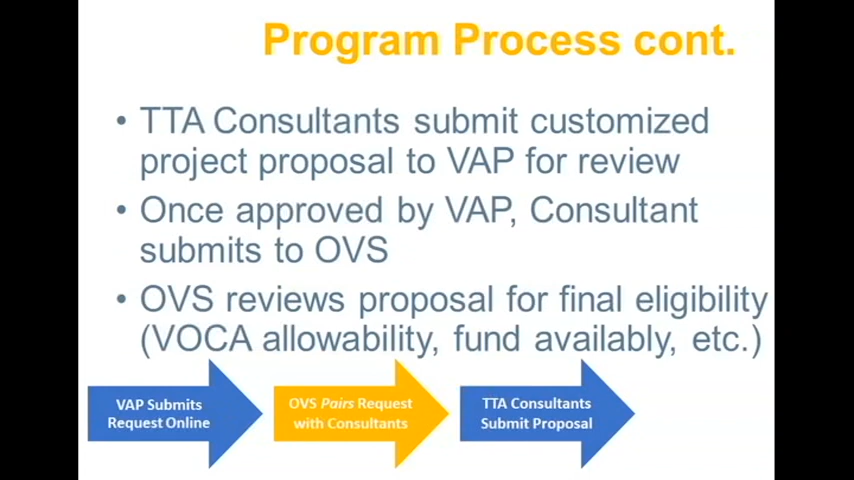 Program Process cont.
• TTA Consultants submit customized
project proposal to VAP for review
• Once approved by VAP, Consultant
submits to OVS
• OVS reviews proposal for final eligibility
(VOCA allowability, fund availably, etc.)
VAP Submits
Request Online
OVS Pairs Request
with Consultants
TTA Consultants
Submit Proposal